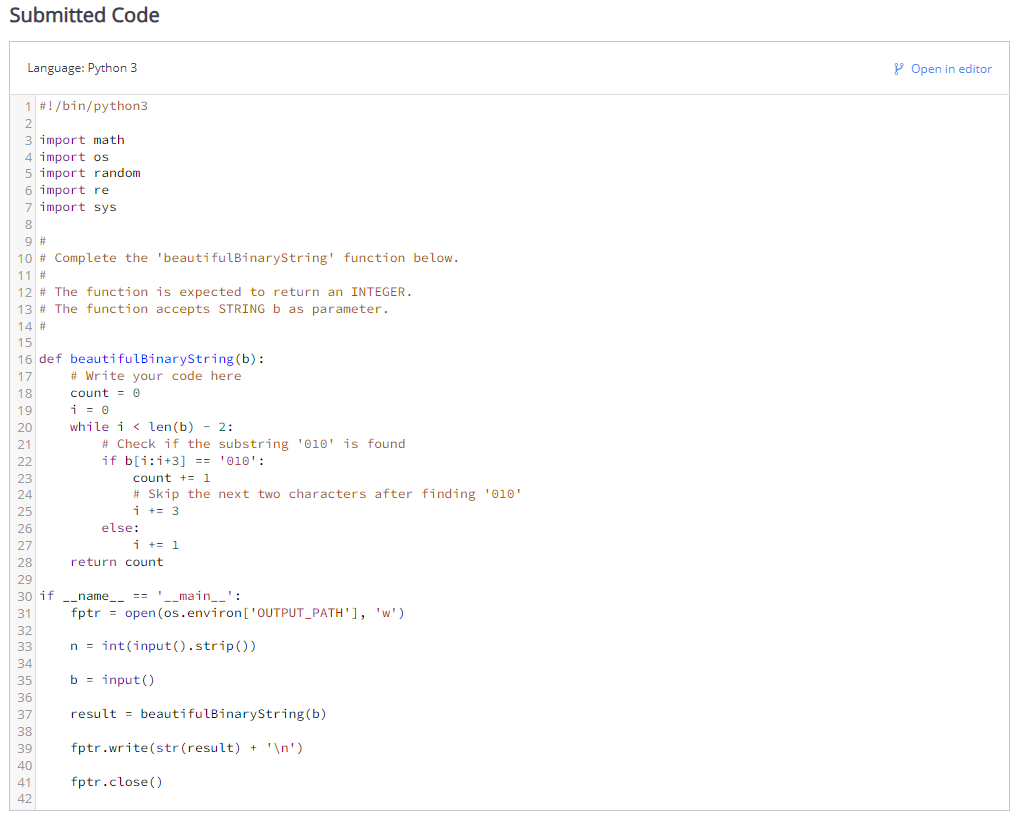 Submitted Code
Language: Python 3
Open in editor
1 #!/bin/python3
2
3 import math
4 import os
5 import random
6 import re
7 import sys
8
9 #
10 # Complete the 'beautifulBinaryString' function below.
11 #
12 # The function is expected to return an INTEGER.
13 # The function accepts STRING b as parameter.
14 #
15
16 def beautifulBinaryString(b):
17     # Write your code here
18     count = 0
19     i = 0
20     while i < len(b) - 2:
21         # Check if the substring '010' is found
22         if b[i:i+3] == '010':
23             count += 1
24             # Skip the next two characters after finding '010'
25             i += 3
26         else:
27             i += 1
28     return count
29
30 if __name__ == '__main__':
31     fptr = open(os.environ['OUTPUT_PATH'], 'w')
32
33     n = int(input().strip())
34
35     b = input()
36
37     result = beautifulBinaryString(b)
38
39     fptr.write(str(result) + '\n')
40
41     fptr.close()
42